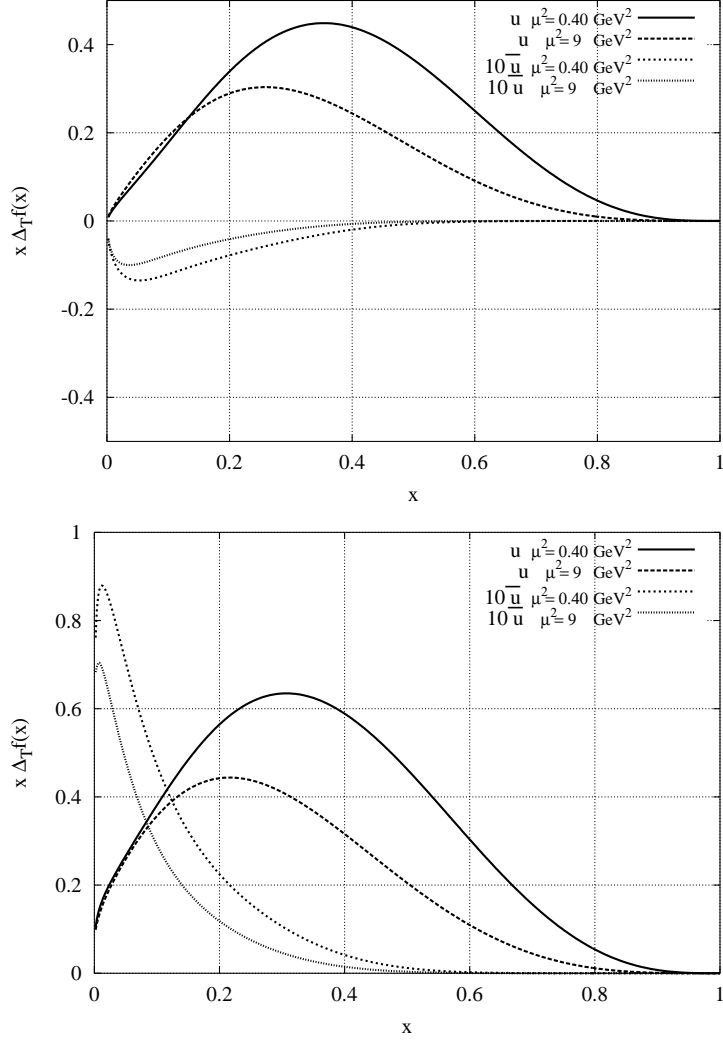 u μ²= 0.40 GeV²
u μ²= 9 GeV²
10 u̅ μ²= 0.40 GeV²
10 u̅ μ²= 9 GeV²
0.4
0.2
0
-0.2
-0.4
x Δ_T f(x)
0 0.2 0.4 0.6 0.8 1
x
u μ²= 0.40 GeV²
u μ²= 9 GeV²
10 u̅ μ²= 0.40 GeV²
10 u̅ μ²= 9 GeV²
1
0.8
0.6
0.4
0.2
0
x Δ_T f(x)
0 0.2 0.4 0.6 0.8 1
x